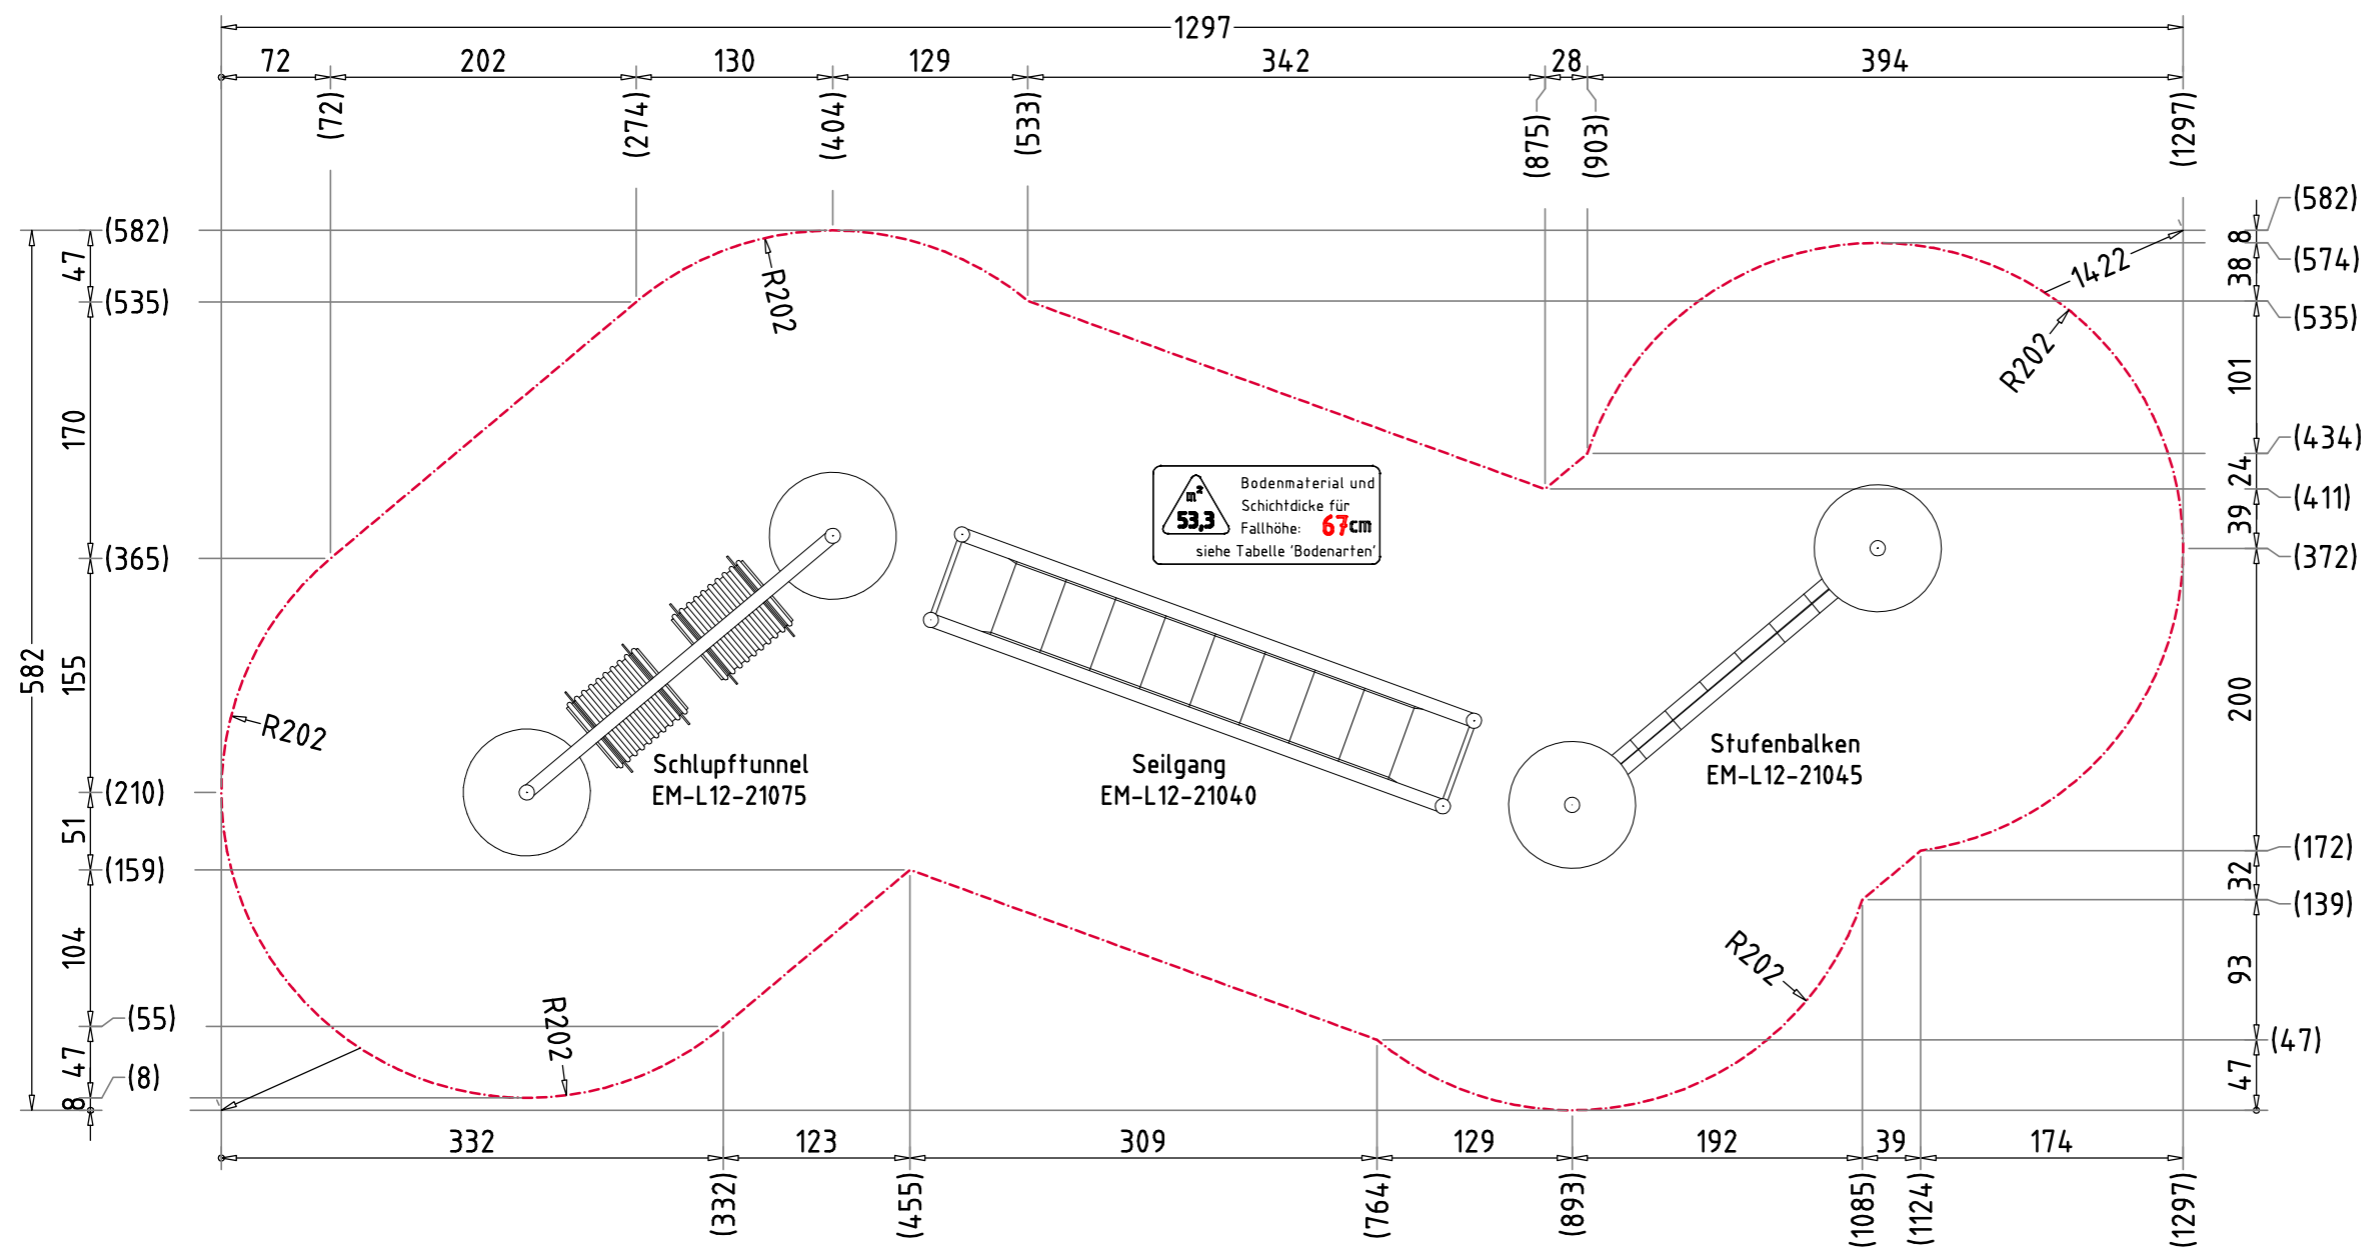 1297
72 202 130 129 342 28 394
(72) (274) (404) (533) (875) (903) (1297)
(582)
(535)
(365)
(210)
(159)
(55)
(8)
47
170
155
51
104
47
8
582
R202
R202
R202
1422
R202
R202
m²
53,3
Bodenmaterial und
Schichtdicke für
Fallhöhe: 67cm
siehe Tabelle 'Bodenarten'
Schlupftunnel
EM-L12-21075
Seilgang
EM-L12-21040
Stufenbalken
EM-L12-21045
(582)
(574)
(535)
(434)
(411)
(372)
(172)
(139)
(47)
8
38
101
24
39
200
32
93
47
332 123 309 129 192 39 174
(332) (455) (764) (893) (1085) (1124) (1297)